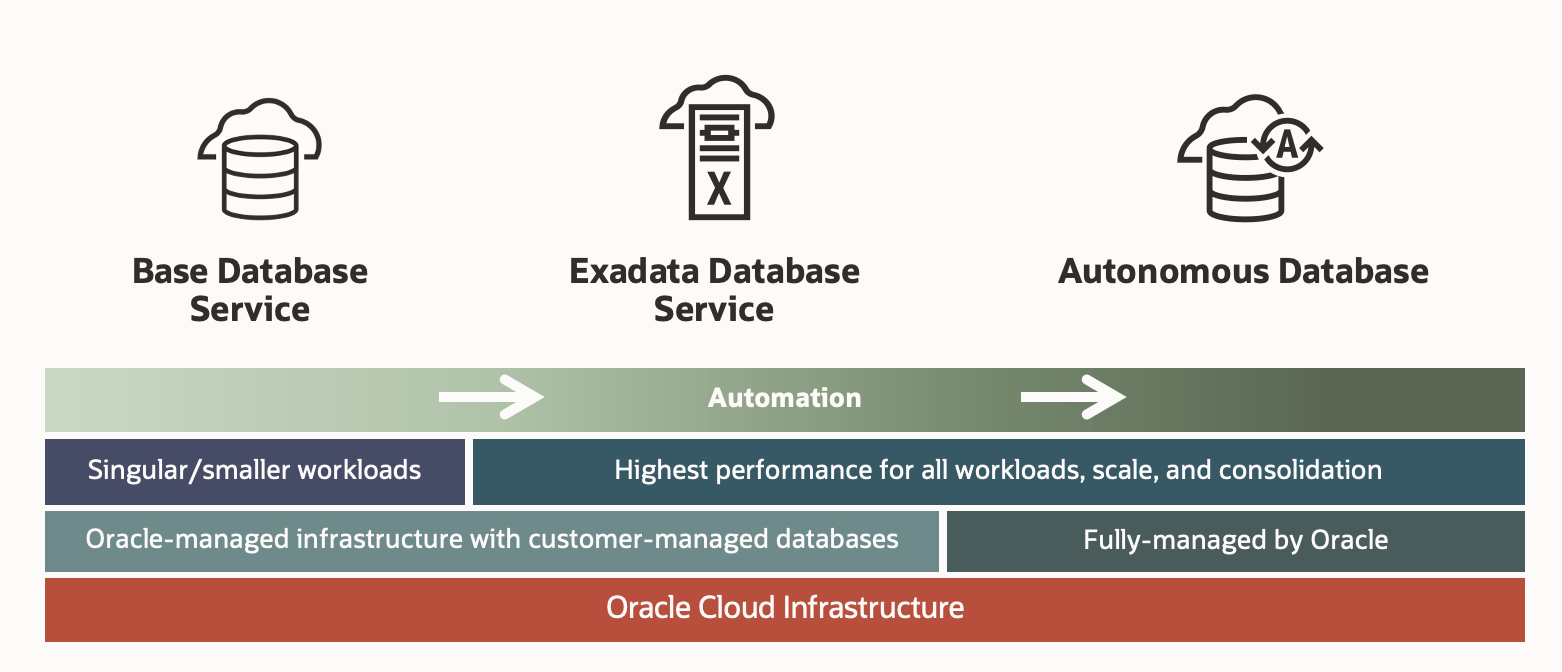 X
A
Base Database
Service
Exadata Database
Service
Autonomous Database
Automation
Singular/smaller workloads
Highest performance for all workloads, scale, and consolidation
Oracle-managed infrastructure with customer-managed databases
Fully-managed by Oracle
Oracle Cloud Infrastructure